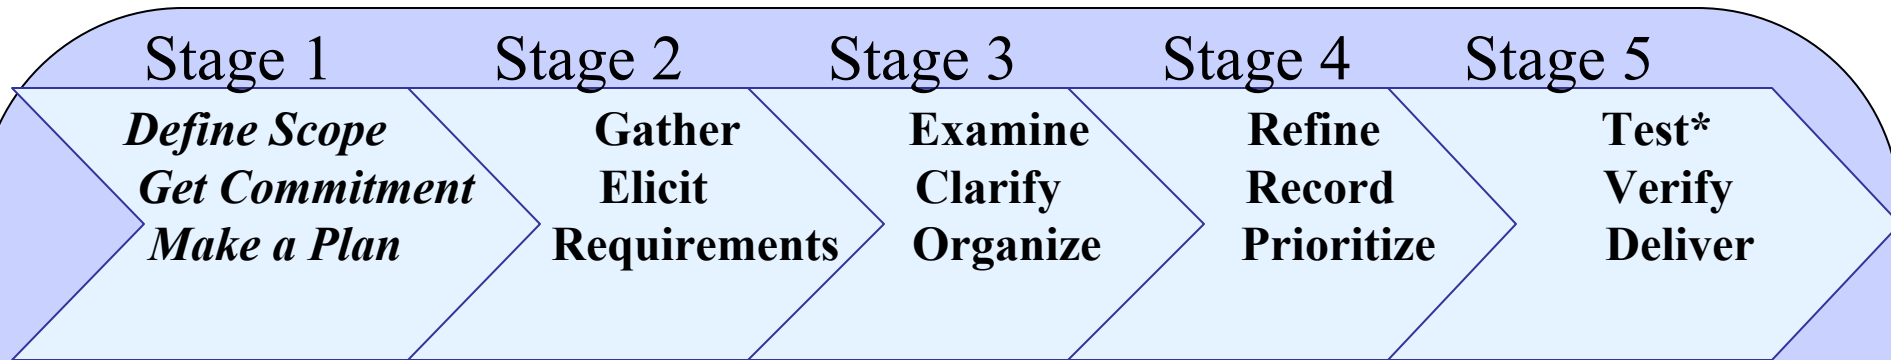 Stage 1
Define Scope
Get Commitment
Make a Plan
Stage 2
Gather
Elicit
Requirements
Stage 3
Examine
Clarify
Organize
Stage 4
Refine
Record
Prioritize
Stage 5
Test*
Verify
Deliver